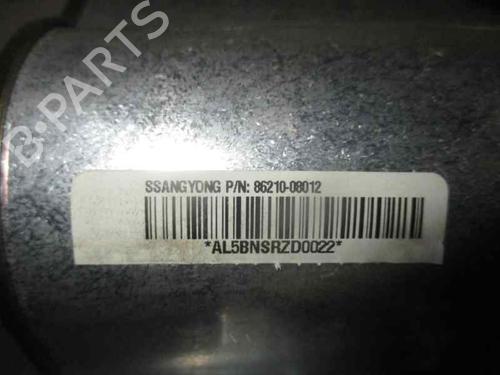 B-PARTS
SSANGYONG P/N: 86210-08012
*AL5BNSRZD0022*